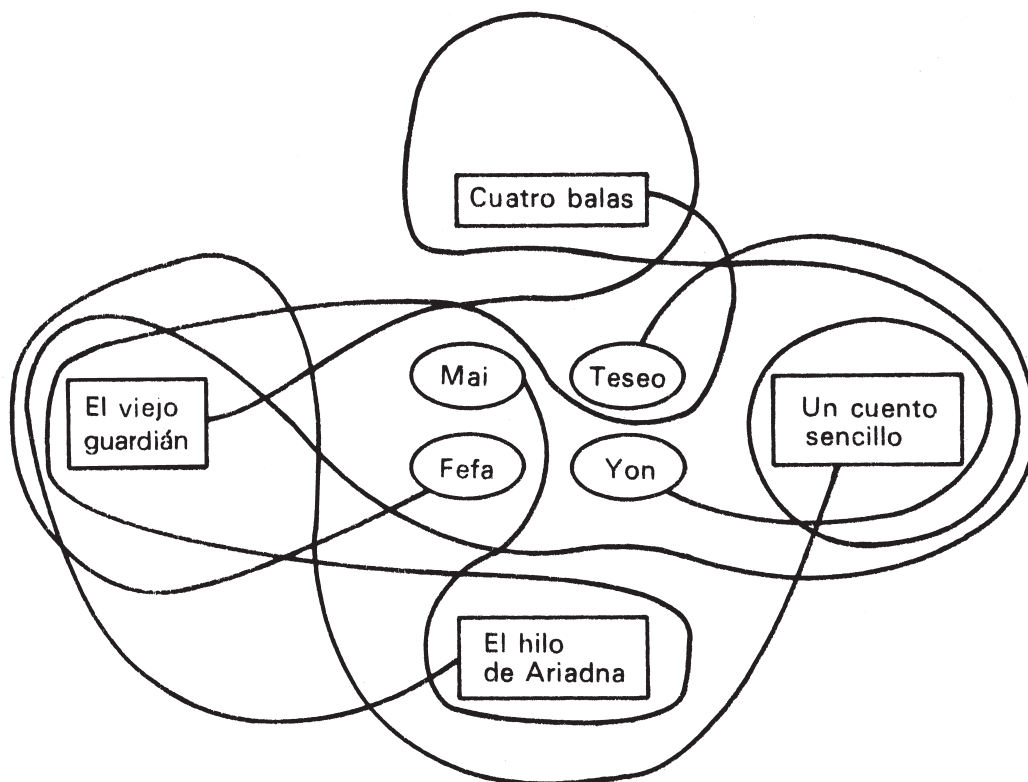 Cuatro balas
Mai
Teseo
El viejo
guardián
Un cuento
sencillo
Fefa
Yon
El hilo
de Ariadna